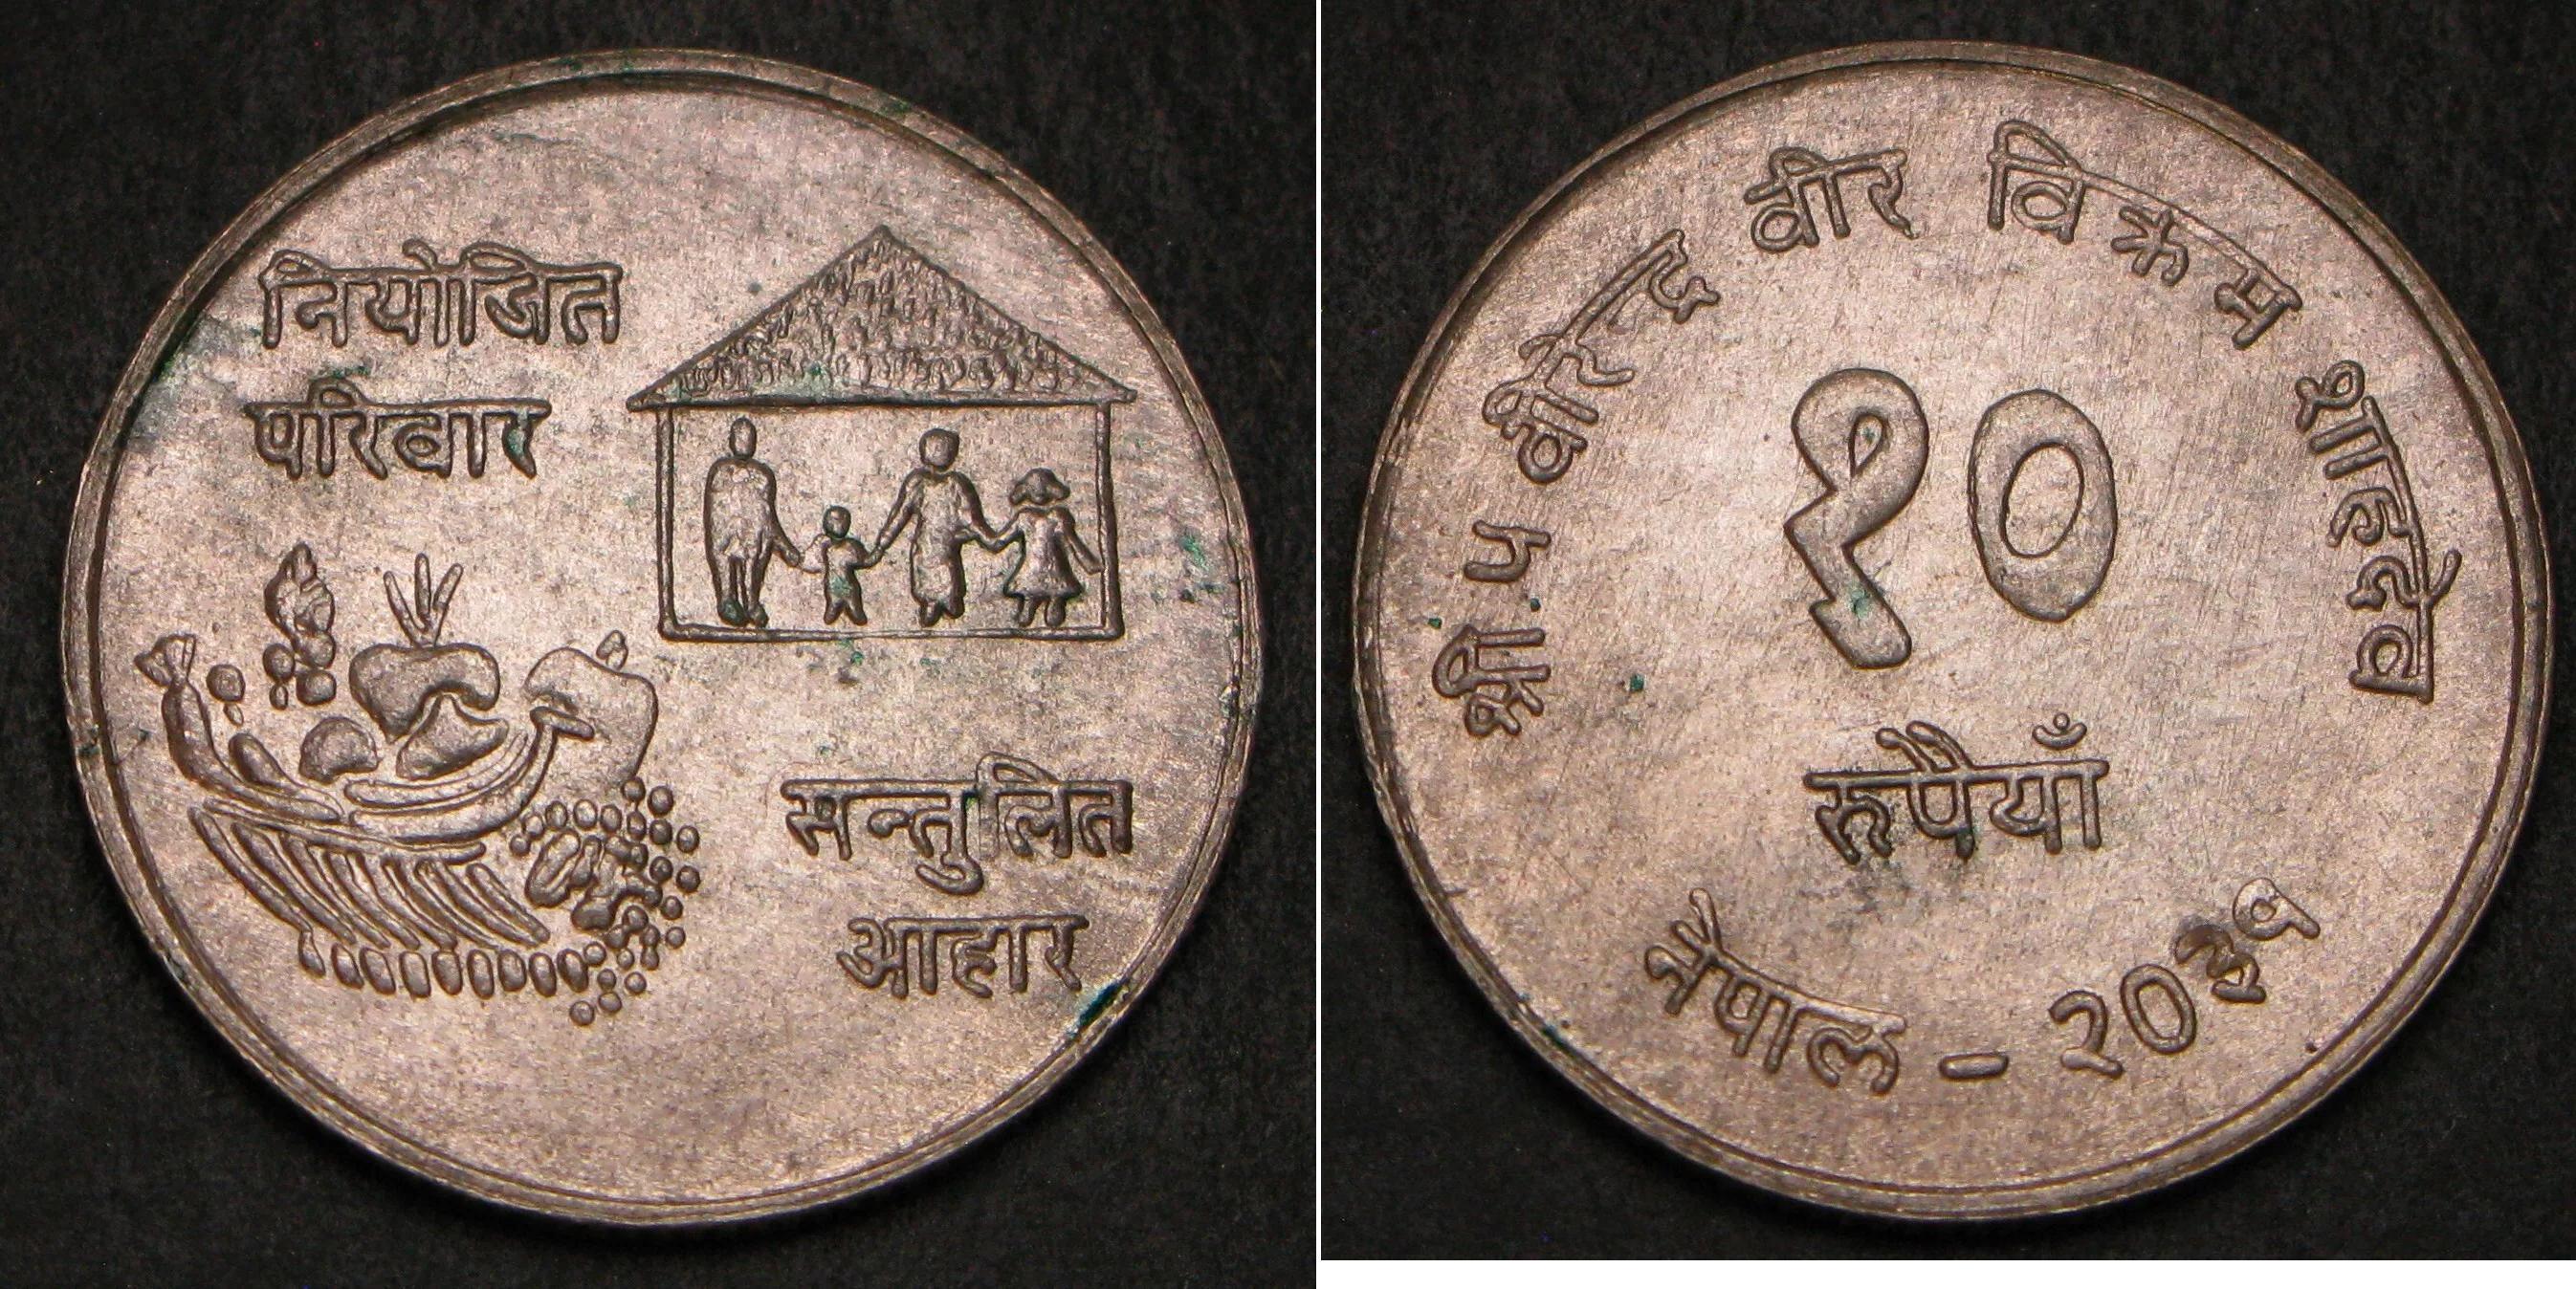 नियोजित
परिवार
सन्तुलित
आहार
श्री ५ वीरेन्द्र वीर विक्रम शाहदेव
१०
रुपैयाँ
नेपाल - २०३१